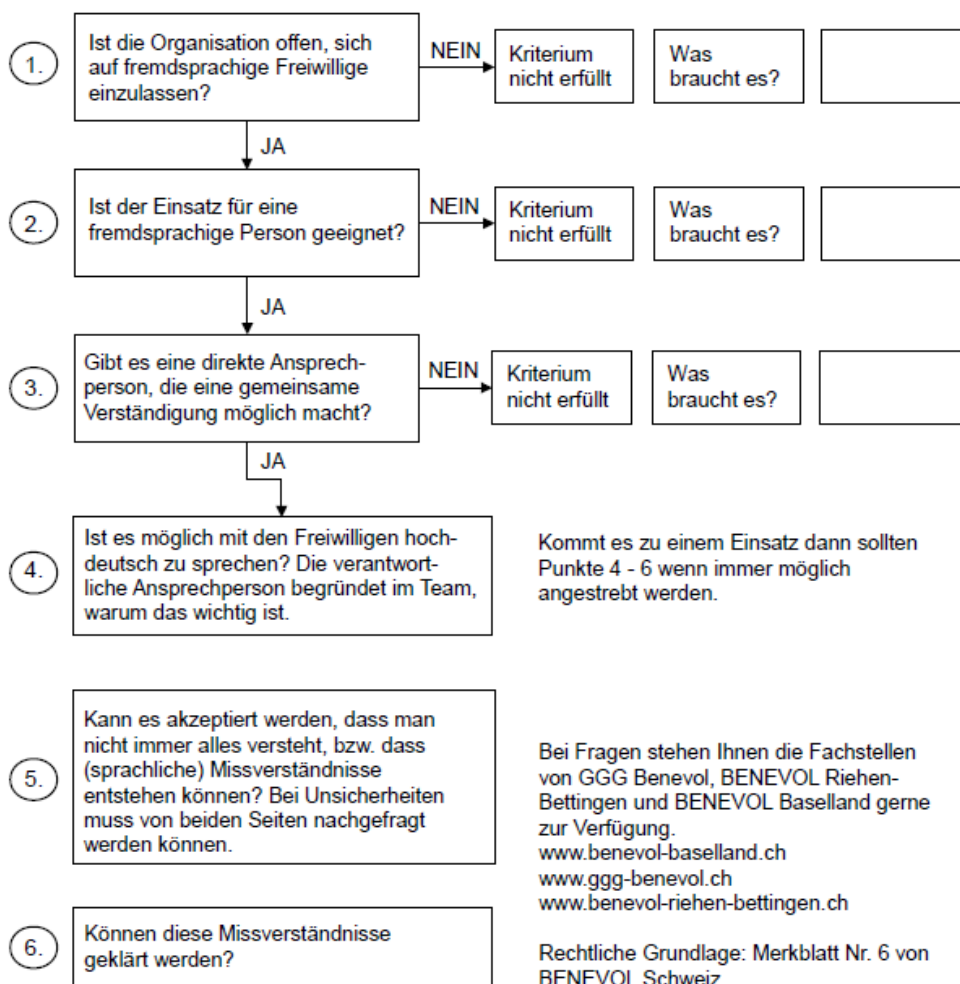 1.
Ist die Organisation offen, sich
auf fremdsprachige Freiwillige
einzulassen?
NEIN
Kriterium
nicht erfüllt
Was
braucht es?
JA
2.
Ist der Einsatz für eine
fremdsprachige Person geeignet?
NEIN
Kriterium
nicht erfüllt
Was
braucht es?
JA
3.
Gibt es eine direkte Ansprech-
person, die eine gemeinsame
Verständigung möglich macht?
NEIN
Kriterium
nicht erfüllt
Was
braucht es?
JA
4.
Ist es möglich mit den Freiwilligen hoch-
deutsch zu sprechen? Die verantwort-
liche Ansprechperson begründet im Team,
warum das wichtig ist.
Kommt es zu einem Einsatz dann sollten
Punkte 4 - 6 wenn immer möglich
angestrebt werden.
5.
Kann es akzeptiert werden, dass man
nicht immer alles versteht, bzw. dass
(sprachliche) Missverständnisse
entstehen können? Bei Unsicherheiten
muss von beiden Seiten nachgefragt
werden können.
Bei Fragen stehen Ihnen die Fachstellen
von GGG Benevol, BENEVOL Riehen-
Bettingen und BENEVOL Baselland gerne
zur Verfügung.
www.benevol-baselland.ch
www.ggg-benevol.ch
www.benevol-riehen-bettingen.ch
6.
Können diese Missverständnisse
geklärt werden?
Rechtliche Grundlage: Merkblatt Nr. 6 von
BENEVOL Schweiz